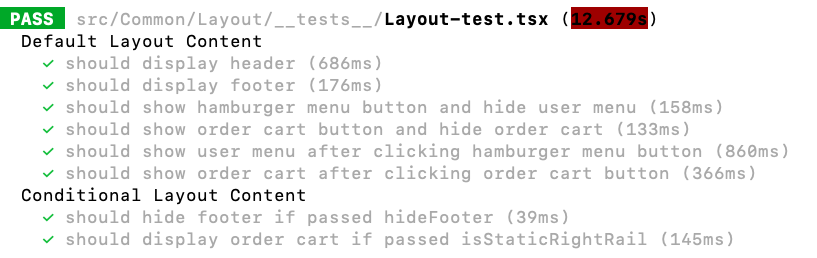 PASS src/Common/Layout/__tests__/Layout-test.tsx (12.679s)
Default Layout Content
✓ should display header (686ms)
✓ should display footer (176ms)
✓ should show hamburger menu button and hide user menu (158ms)
✓ should show order cart button and hide order cart (133ms)
✓ should show user menu after clicking hamburger menu button (860ms)
✓ should show order cart after clicking order cart button (366ms)
Conditional Layout Content
✓ should hide footer if passed hideFooter (39ms)
✓ should display order cart if passed isStaticRightRail (145ms)